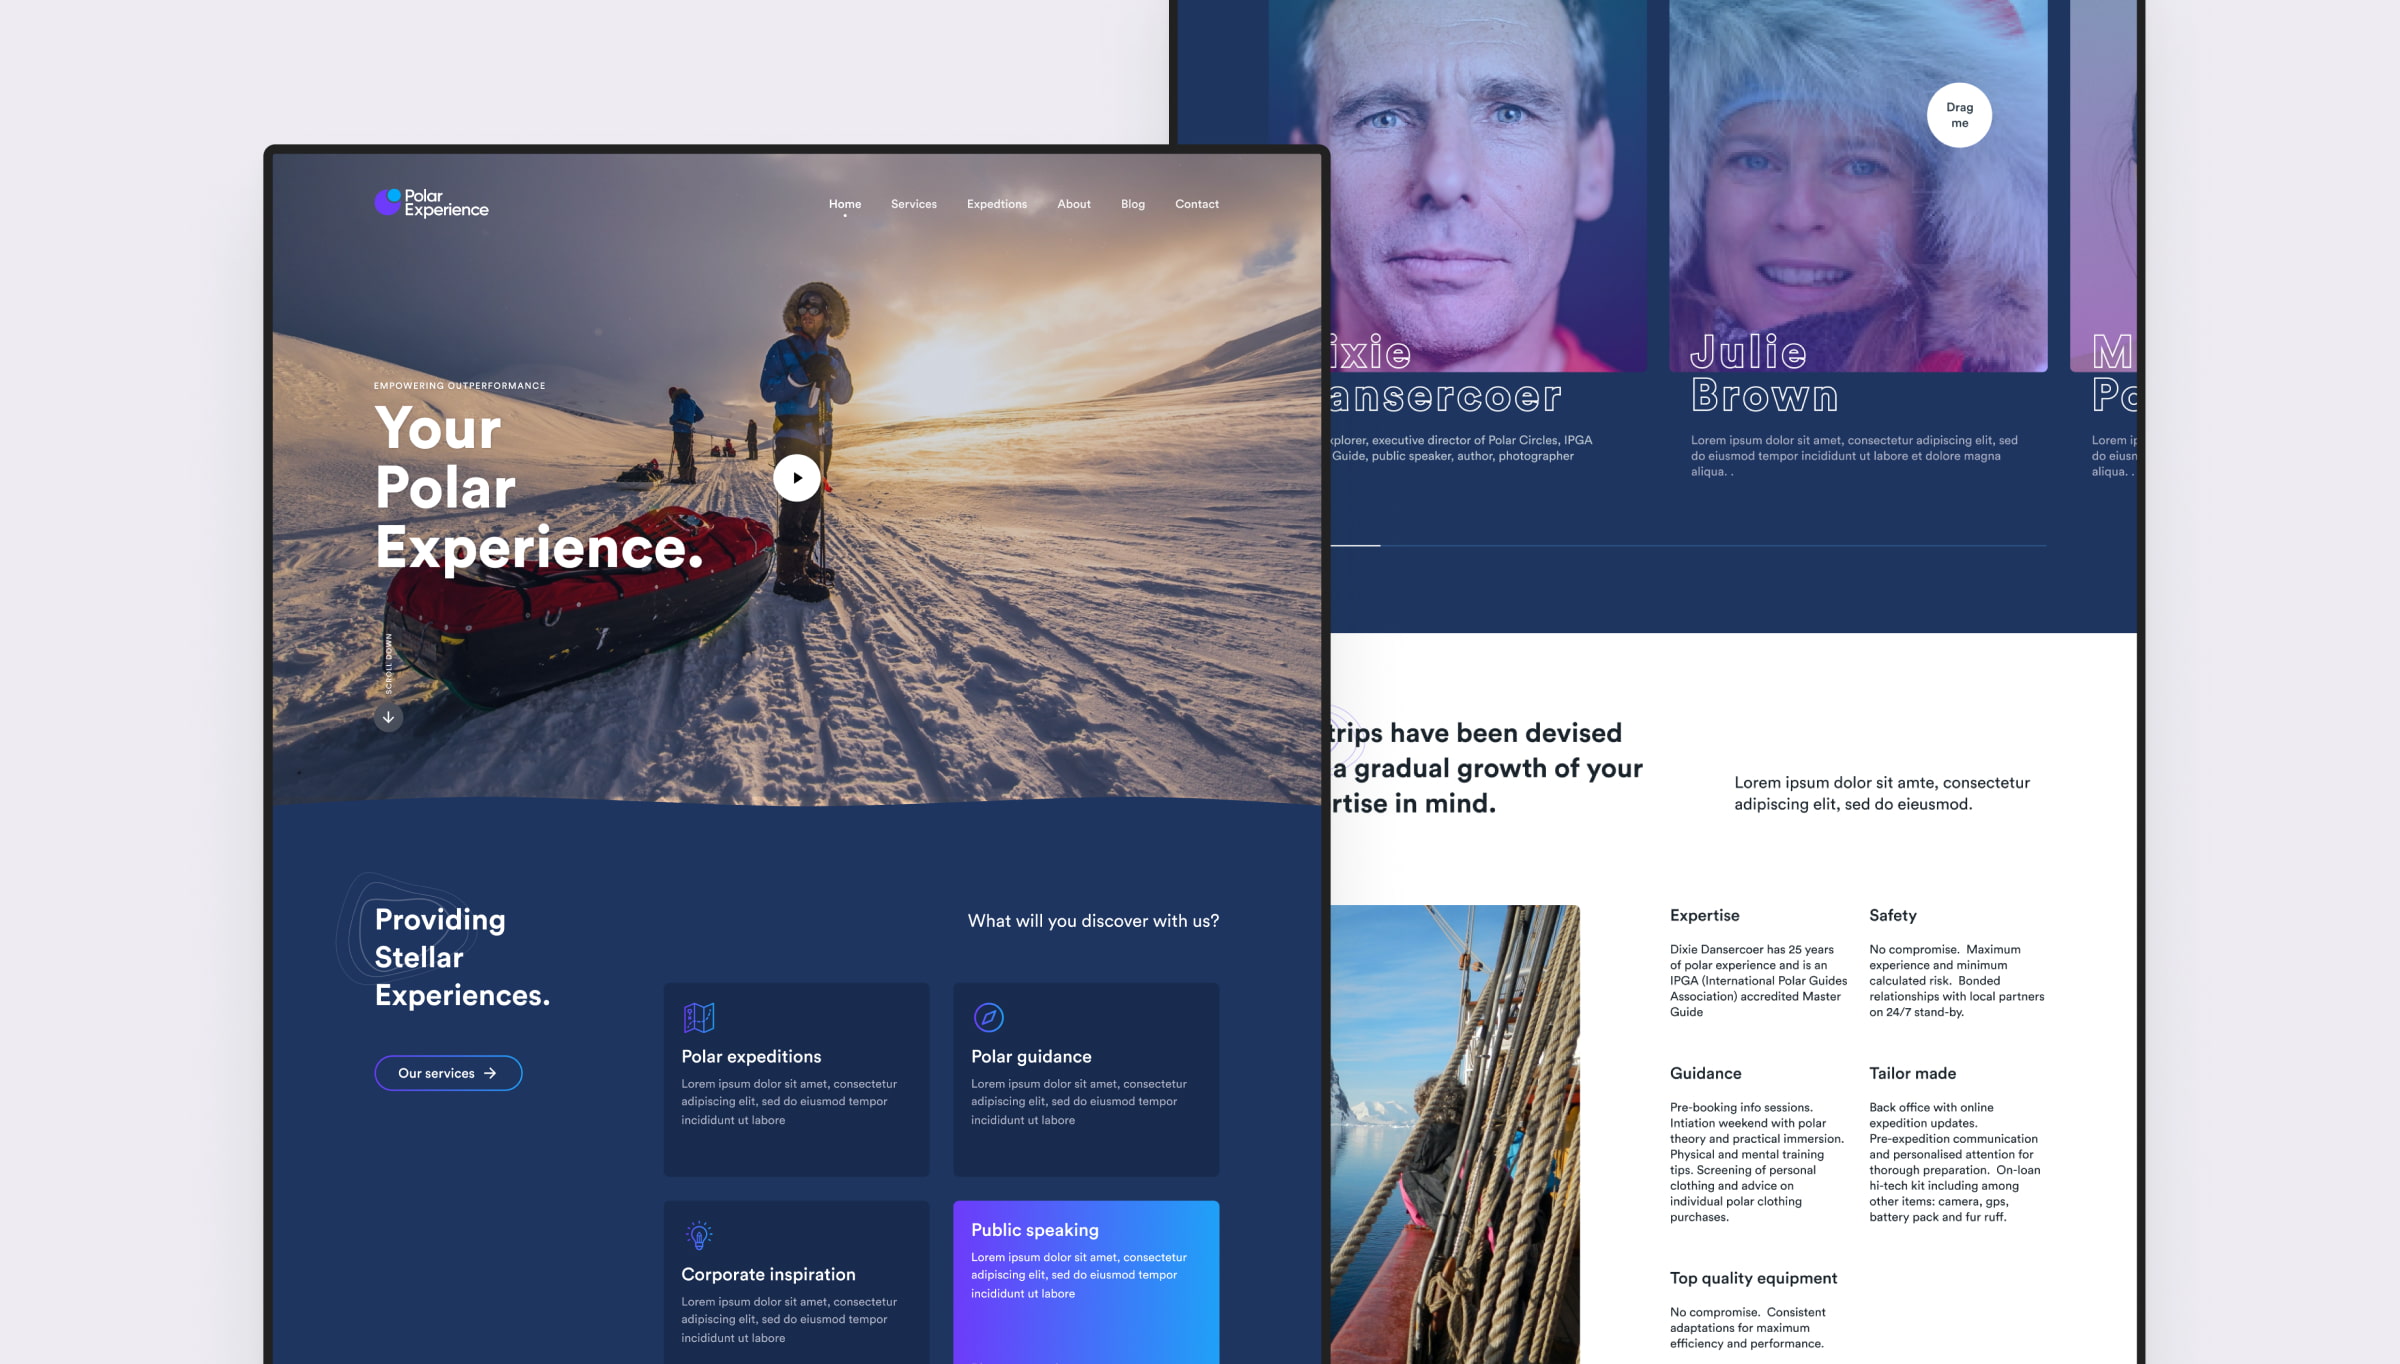 Polar
Experience
Home
Services
Expedtions
About
Blog
Contact
EMPOWERING OUTPERFORMANCE
Your
Polar
Experience.
SCROLL DOWN
Providing
Stellar
Experiences.
Our services
What will you discover with us?
Polar expeditions
Lorem ipsum dolor sit amet, consectetur
adipiscing elit, sed do eiusmod tempor
incididunt ut labore
Polar guidance
Lorem ipsum dolor sit amet, consectetur
adipiscing elit, sed do eiusmod tempor
incididunt ut labore
Corporate inspiration
Lorem ipsum dolor sit amet, consectetur
adipiscing elit, sed do eiusmod tempor
incididunt ut labore
Public speaking
Lorem ipsum dolor sit amet, consectetur
adipiscing elit, sed do eiusmod tempor
incididunt ut labore
Drag
me
ixie
ansercoer
xplorer, executive director of Polar Circles, IPGA
Guide, public speaker, author, photographer
Julie
Brown
Lorem ipsum dolor sit amet, consectetur adipiscing elit, sed
do eiusmod tempor incididunt ut labore et dolore magna
aliqua. .
M
Po
Lorem ip
do eiusn
aliqua. .
trips have been devised
a gradual growth of your
rtise in mind.
Lorem ipsum dolor sit amte, consectetur
adipiscing elit, sed do eieusmod.
Expertise
Dixie Dansercoer has 25 years
of polar experience and is an
IPGA (International Polar Guides
Association) accredited Master
Guide
Safety
No compromise. Maximum
experience and minimum
calculated risk. Bonded
relationships with local partners
on 24/7 stand-by.
Guidance
Pre-booking info sessions.
Intiation weekend with polar
theory and practical immersion.
Physical and mental training
tips. Screening of personal
clothing and advice on
individual polar clothing
purchases.
Tailor made
Back office with online
expedition updates.
Pre-expedition communication
and personalised attention for
thorough preparation. On-loan
hi-tech kit including among
other items: camera, gps,
battery pack and fur ruff.
Top quality equipment
No compromise. Consistent
adaptations for maximum
efficiency and performance.